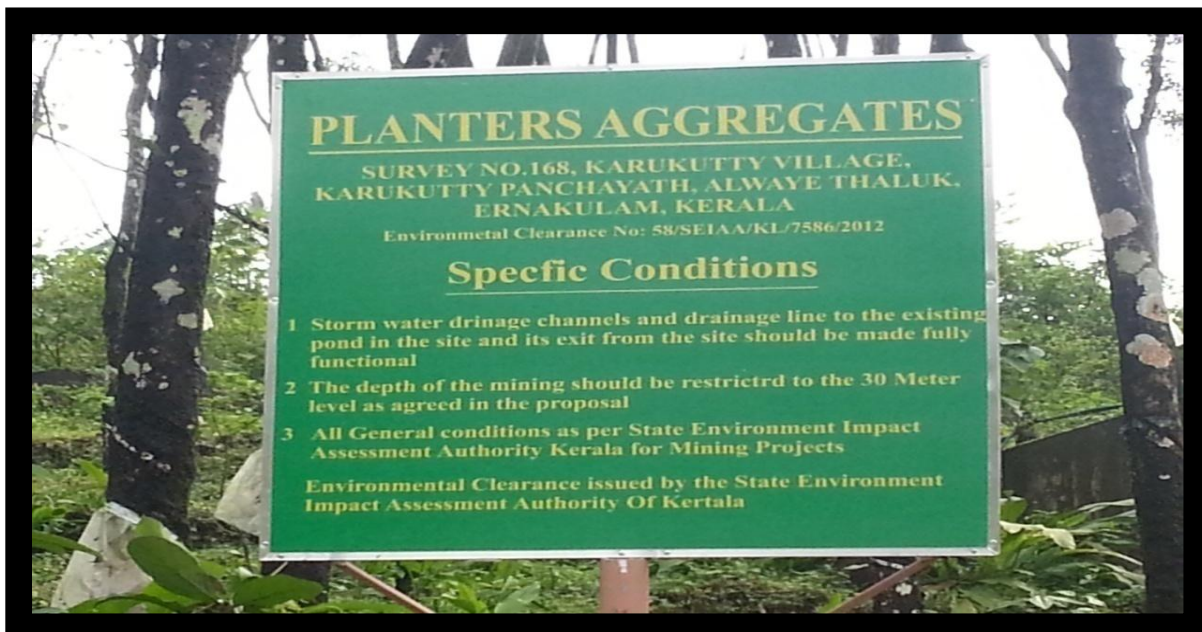 PLANTERS AGGREGATES
SURVEY NO.168, KARUKUTTY VILLAGE,
KARUKUTTY PANCHAYATH, ALWAYE THALUK,
ERNAKULAM, KERALA
Environmetal Clearance No: 58/SEIAA/KL/7586/2012
Specfic Conditions
1 Storm water drinage channels and drainage line to the existing
pond in the site and its exit from the site should be made fully
functional
2 The depth of the mining should be restrictrd to the 30 Meter
level as agreed in the proposal
3 All General conditions as per State Environment Impact
Assessment Authority Kerala for Mining Projects
Environmental Clearance issued by the State Environment
Impact Assessment Authority Of Kertala